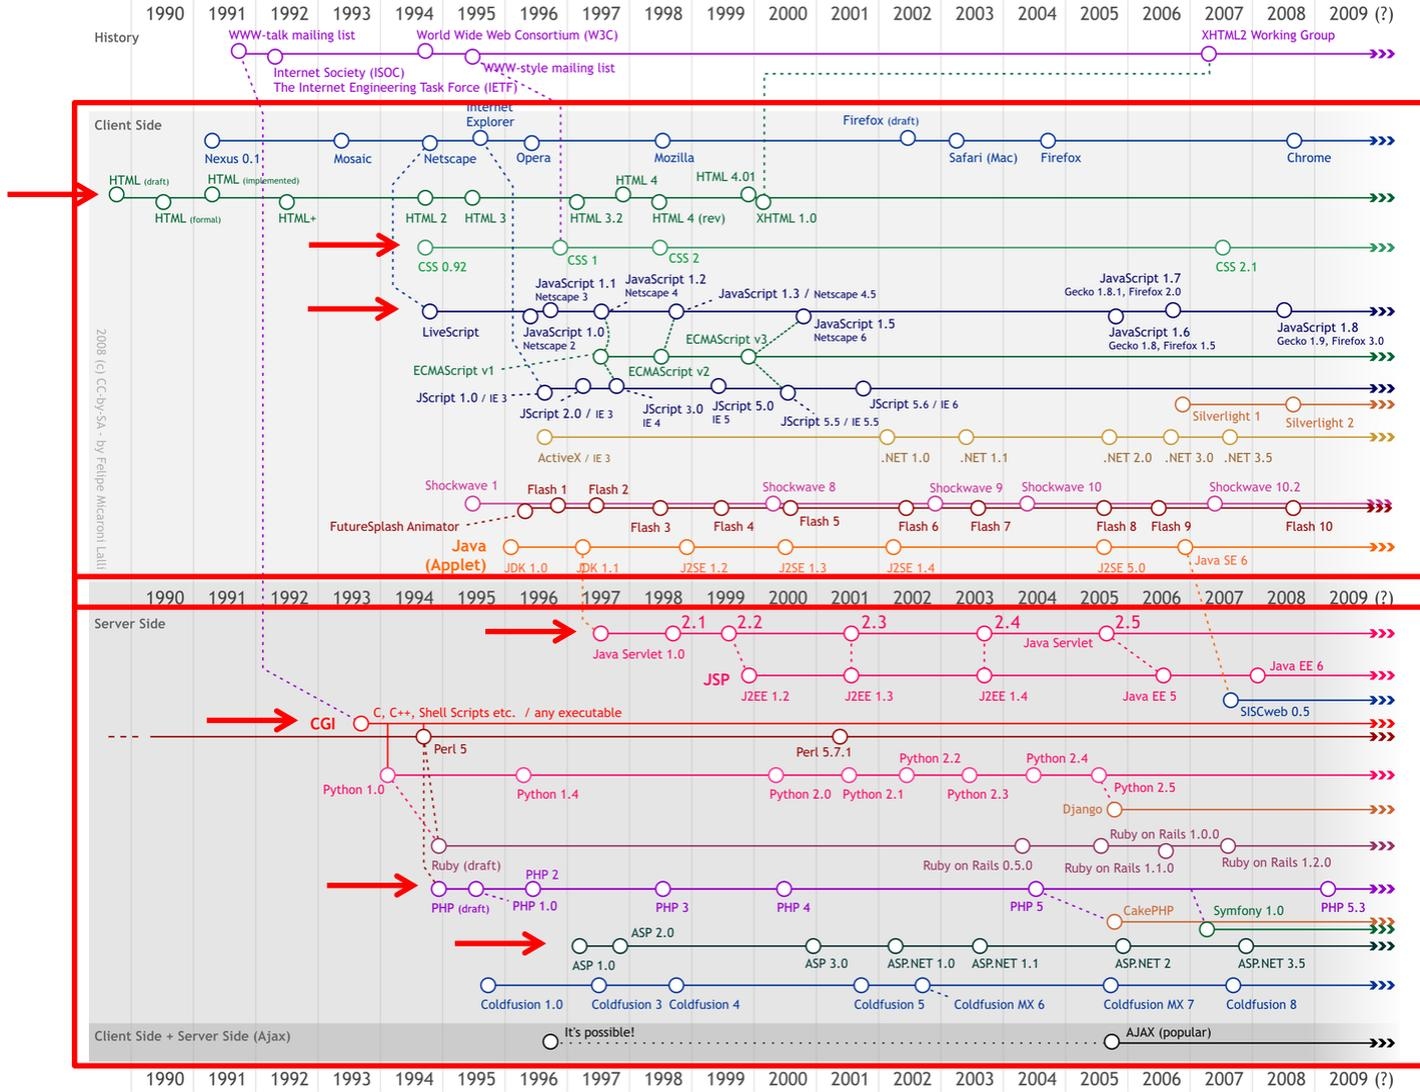 1990 1991 1992 1993 1994 1995 1996 1997 1998 1999 2000 2001 2002 2003 2004 2005 2006 2007 2008 2009 (?)
History
WWW-talk mailing list
World Wide Web Consortium (W3C)
XHTML2 Working Group
Internet Society (ISOC)
The Internet Engineering Task Force (IETF)
WWW-style mailing list
Client Side
Internet
Explorer
Firefox (draft)
Nexus 0.1
Mosaic
Netscape
Opera
Mozilla
Safari (Mac)
Firefox
Chrome
HTML (draft)
HTML (implemented)
HTML 4
HTML 4.01
HTML (formal)
HTML+
HTML 2
HTML 3
HTML 3.2
HTML 4 (rev)
XHTML 1.0
CSS 0.92
CSS 1
CSS 2
CSS 2.1
JavaScript 1.1
Netscape 3
JavaScript 1.2
Netscape 4
JavaScript 1.3 / Netscape 4.5
JavaScript 1.7
Gecko 1.8.1, Firefox 2.0
LiveScript
JavaScript 1.0
Netscape 2
JavaScript 1.5
Netscape 6
JavaScript 1.6
Gecko 1.8, Firefox 1.5
JavaScript 1.8
Gecko 1.9, Firefox 3.0
ECMAScript v3
ECMAScript v1
ECMAScript v2
JScript 1.0 / IE 3
JScript 2.0 / IE 3
JScript 3.0
IE 4
JScript 5.0
IE 5
JScript 5.5 / IE 5.5
JScript 5.6 / IE 6
Silverlight 1
Silverlight 2
ActiveX / IE 3
.NET 1.0
.NET 1.1
.NET 2.0
.NET 3.0
.NET 3.5
Shockwave 1
Shockwave 8
Shockwave 9
Shockwave 10
Shockwave 10.2
Flash 1
Flash 2
FutureSplash Animator
Flash 3
Flash 4
Flash 5
Flash 6
Flash 7
Flash 8
Flash 9
Flash 10
Java
(Applet)
JDK 1.0
JDK 1.1
J2SE 1.2
J2SE 1.3
J2SE 1.4
J2SE 5.0
Java SE 6
2008 (c) CC-by-SA - by Felipe Micaroni Lalli
1990 1991 1992 1993 1994 1995 1996 1997 1998 1999 2000 2001 2002 2003 2004 2005 2006 2007 2008 2009 (?)
Server Side
2.1
2.2
2.3
2.4
2.5
Java Servlet 1.0
Java Servlet
JSP
J2EE 1.2
J2EE 1.3
J2EE 1.4
Java EE 5
Java EE 6
SISCweb 0.5
CGI
C, C++, Shell Scripts etc. / any executable
Perl 5
Perl 5.7.1
Python 1.0
Python 1.4
Python 2.0
Python 2.1
Python 2.2
Python 2.3
Python 2.4
Python 2.5
Django
Ruby (draft)
Ruby on Rails 0.5.0
Ruby on Rails 1.0.0
Ruby on Rails 1.1.0
Ruby on Rails 1.2.0
PHP (draft)
PHP 1.0
PHP 2
PHP 3
PHP 4
PHP 5
PHP 5.3
CakePHP
Symfony 1.0
ASP 1.0
ASP 2.0
ASP 3.0
ASP.NET 1.0
ASP.NET 1.1
ASP.NET 2
ASP.NET 3.5
Coldfusion 1.0
Coldfusion 3
Coldfusion 4
Coldfusion 5
Coldfusion MX 6
Coldfusion MX 7
Coldfusion 8
Client Side + Server Side (Ajax)
It's possible!
AJAX (popular)
1990 1991 1992 1993 1994 1995 1996 1997 1998 1999 2000 2001 2002 2003 2004 2005 2006 2007 2008 2009 (?)